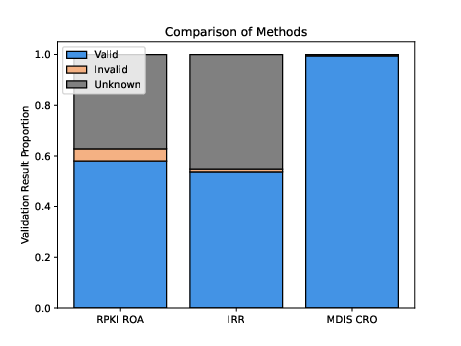 Comparison of Methods
Valid
Invalid
Unknown
1.0
0.8
0.6
0.4
0.2
0.0
Validation Result Proportion
RPKI ROA
IRR
MDIS CRO